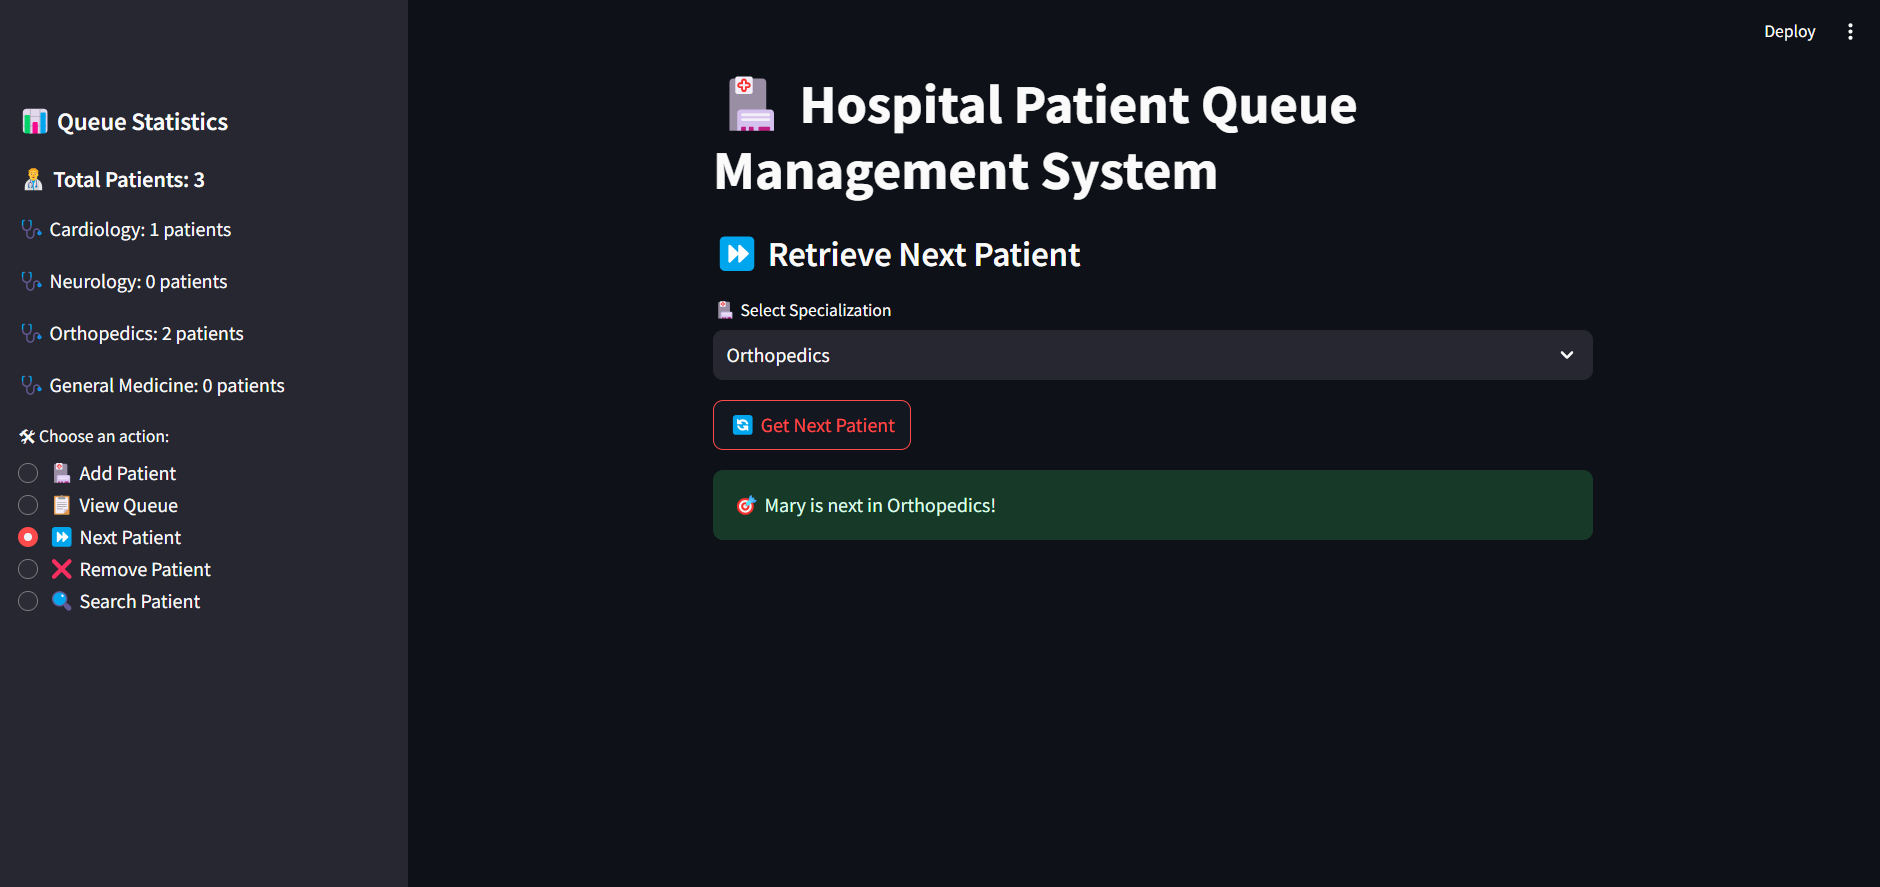 Deploy
📊 Queue Statistics
🧑‍⚕️ Total Patients: 3
🩺 Cardiology: 1 patients
🩺 Neurology: 0 patients
🩺 Orthopedics: 2 patients
🩺 General Medicine: 0 patients
🛠 Choose an action:
🏥 Add Patient
📋 View Queue
⏩ Next Patient
❌ Remove Patient
🔍 Search Patient
🏥 Hospital Patient Queue
Management System
⏩ Retrieve Next Patient
🏥 Select Specialization
Orthopedics
🔄 Get Next Patient
🎯 Mary is next in Orthopedics!